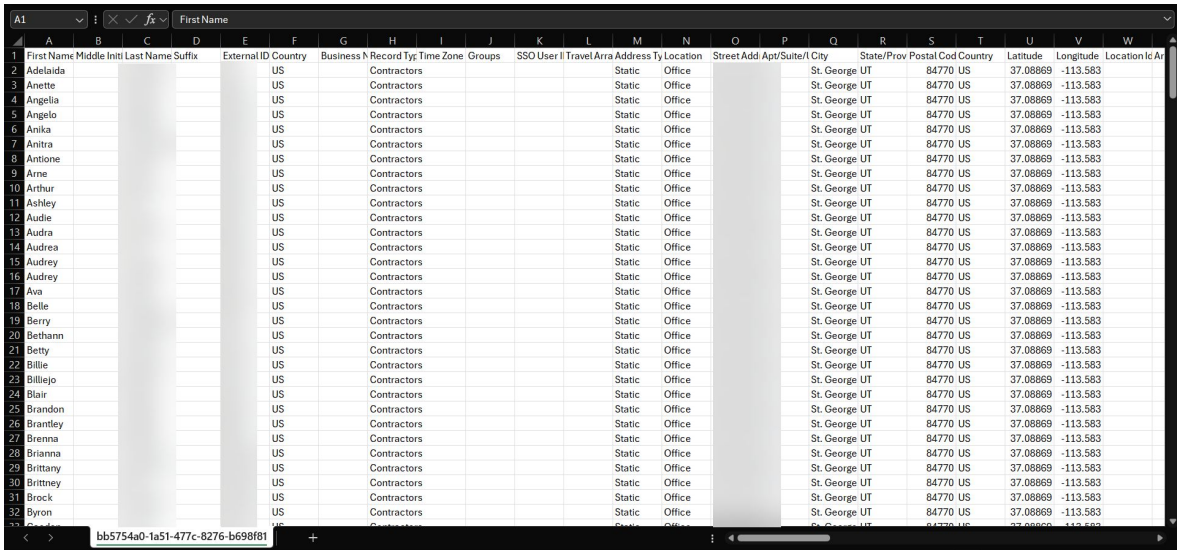 A1 fx First Name
A B C D E F G H I J K L M N O P Q R S T U V W
1 First Name Middle Initi Last Name Suffix External ID Country Business N Record Typ Time Zone Groups SSO User I Travel Arra Address Ty Location Street Add Apt/Suite/U City State/Prov Postal Cod Country Latitude Longitude Location Id Ar
2 Adelaida US Contractors Static Office St. George UT 84770 US 37.08869 -113.583
3 Anette US Contractors Static Office St. George UT 84770 US 37.08869 -113.583
4 Angelia US Contractors Static Office St. George UT 84770 US 37.08869 -113.583
5 Angelo US Contractors Static Office St. George UT 84770 US 37.08869 -113.583
6 Anika US Contractors Static Office St. George UT 84770 US 37.08869 -113.583
7 Anitra US Contractors Static Office St. George UT 84770 US 37.08869 -113.583
8 Antione US Contractors Static Office St. George UT 84770 US 37.08869 -113.583
9 Arne US Contractors Static Office St. George UT 84770 US 37.08869 -113.583
10 Arthur US Contractors Static Office St. George UT 84770 US 37.08869 -113.583
11 Ashley US Contractors Static Office St. George UT 84770 US 37.08869 -113.583
12 Audie US Contractors Static Office St. George UT 84770 US 37.08869 -113.583
13 Audra US Contractors Static Office St. George UT 84770 US 37.08869 -113.583
14 Audrea US Contractors Static Office St. George UT 84770 US 37.08869 -113.583
15 Audrey US Contractors Static Office St. George UT 84770 US 37.08869 -113.583
16 Audrey US Contractors Static Office St. George UT 84770 US 37.08869 -113.583
17 Ava US Contractors Static Office St. George UT 84770 US 37.08869 -113.583
18 Belle US Contractors Static Office St. George UT 84770 US 37.08869 -113.583
19 Berry US Contractors Static Office St. George UT 84770 US 37.08869 -113.583
20 Bethann US Contractors Static Office St. George UT 84770 US 37.08869 -113.583
21 Betty US Contractors Static Office St. George UT 84770 US 37.08869 -113.583
22 Billie US Contractors Static Office St. George UT 84770 US 37.08869 -113.583
23 Billiejo US Contractors Static Office St. George UT 84770 US 37.08869 -113.583
24 Blair US Contractors Static Office St. George UT 84770 US 37.08869 -113.583
25 Brandon US Contractors Static Office St. George UT 84770 US 37.08869 -113.583
26 Brantley US Contractors Static Office St. George UT 84770 US 37.08869 -113.583
27 Brenna US Contractors Static Office St. George UT 84770 US 37.08869 -113.583
28 Brianna US Contractors Static Office St. George UT 84770 US 37.08869 -113.583
29 Brittany US Contractors Static Office St. George UT 84770 US 37.08869 -113.583
30 Brittney US Contractors Static Office St. George UT 84770 US 37.08869 -113.583
31 Brock US Contractors Static Office St. George UT 84770 US 37.08869 -113.583
32 Byron US Contractors Static Office St. George UT 84770 US 37.08869 -113.583
bb5754a0-1a51-477c-8276-b698f81